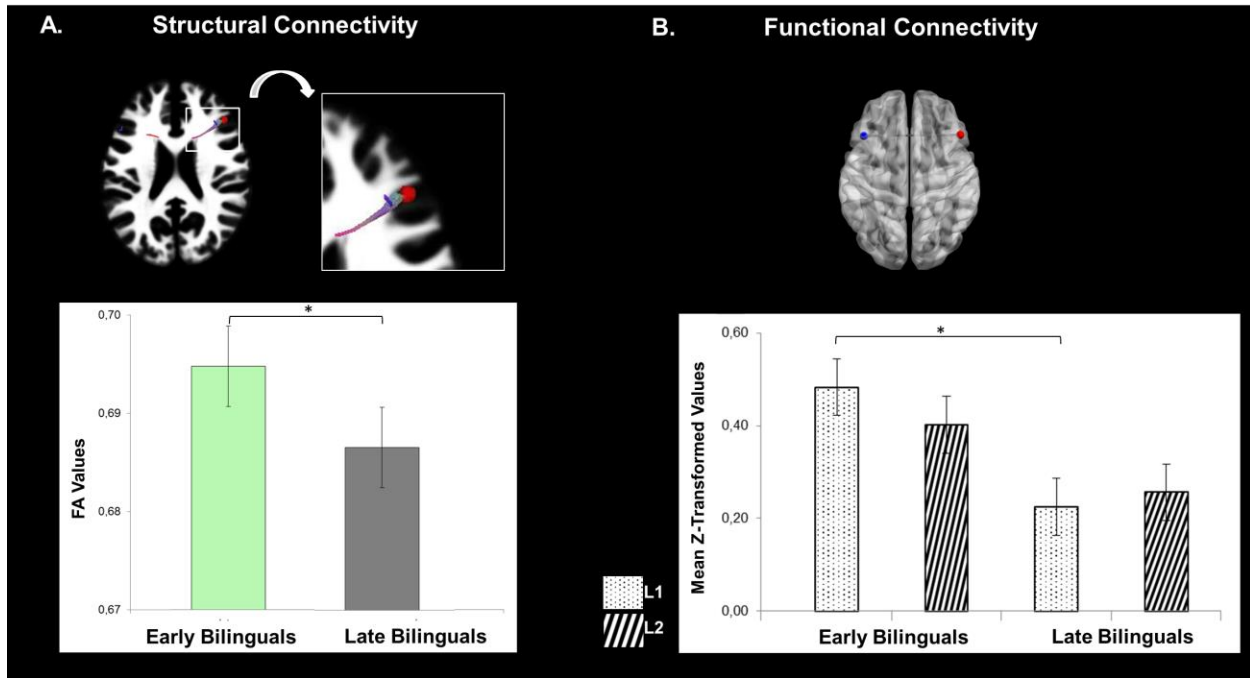 A. Structural Connectivity
B. Functional Connectivity
*
0,70
0,69
0,68
0,67
FA Values
Early Bilinguals Late Bilinguals
*
0,60
0,40
0,20
0,00
Mean Z-Transformed Values
Early Bilinguals Late Bilinguals
L1
L2